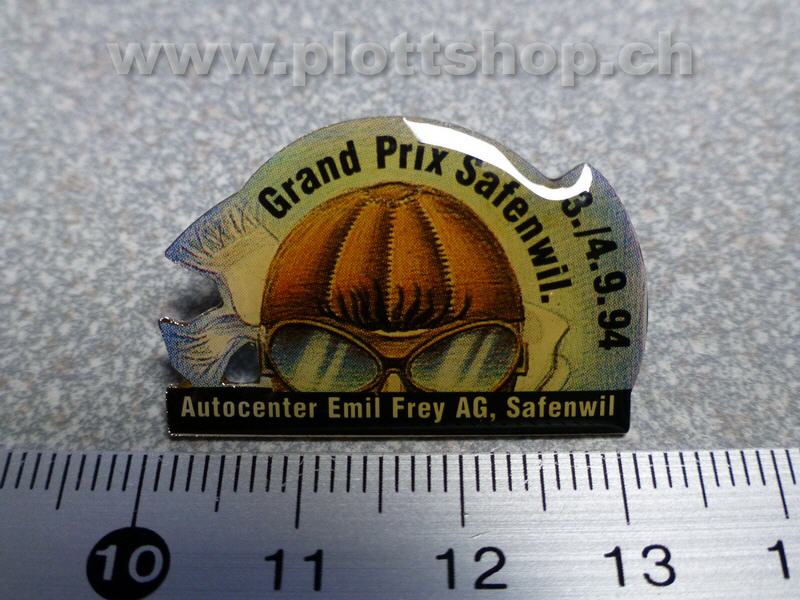 www.plottshop.ch
Grand Prix Safenwil.
3./4.9.94
Autocenter Emil Frey AG, Safenwil
10 11 12 13 1